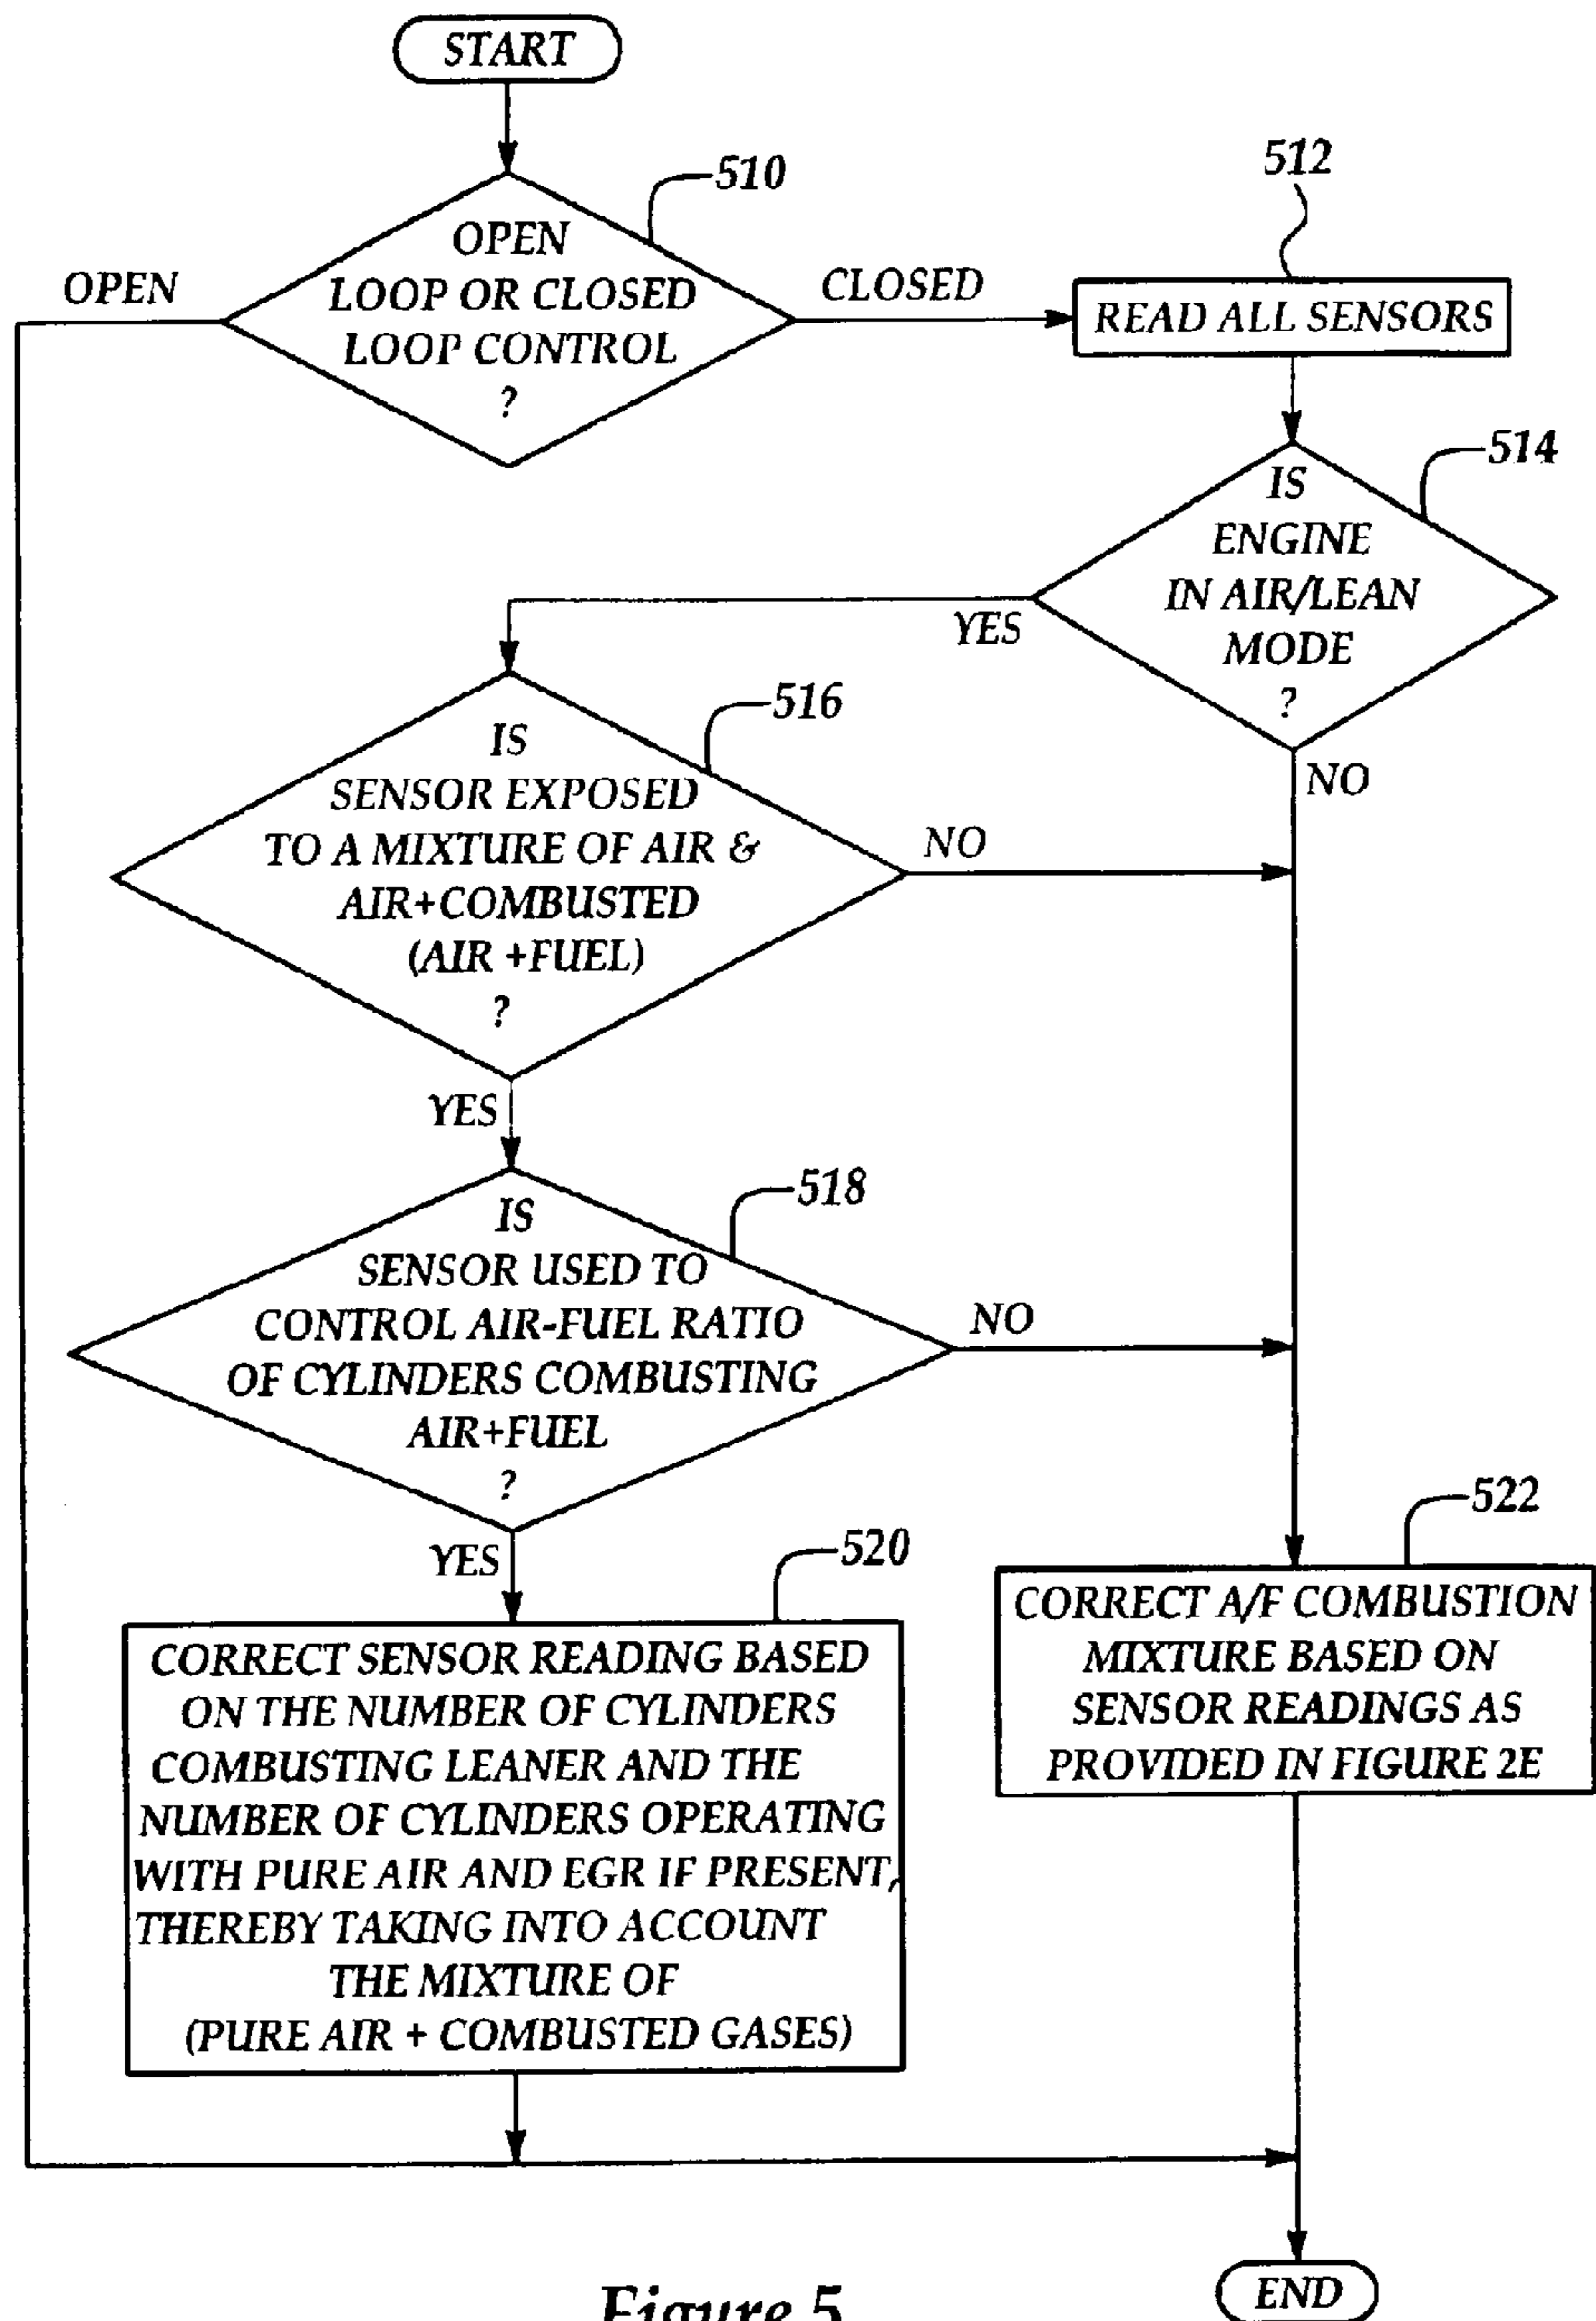 START
510
OPEN
LOOP OR CLOSED
LOOP CONTROL
?
OPEN
CLOSED
512
READ ALL SENSORS
514
IS
ENGINE
IN AIR/LEAN
MODE
?
YES
NO
516
IS
SENSOR EXPOSED
TO A MIXTURE OF AIR &
AIR+COMBUSTED
(AIR +FUEL)
?
NO
YES
518
IS
SENSOR USED TO
CONTROL AIR-FUEL RATIO
OF CYLINDERS COMBUSTING
AIR+FUEL
?
NO
YES
520
CORRECT SENSOR READING BASED
ON THE NUMBER OF CYLINDERS
COMBUSTING LEANER AND THE
NUMBER OF CYLINDERS OPERATING
WITH PURE AIR AND EGR IF PRESENT,
THEREBY TAKING INTO ACCOUNT
THE MIXTURE OF
(PURE AIR + COMBUSTED GASES)
522
CORRECT A/F COMBUSTION
MIXTURE BASED ON
SENSOR READINGS AS
PROVIDED IN FIGURE 2E
END
Figure 5